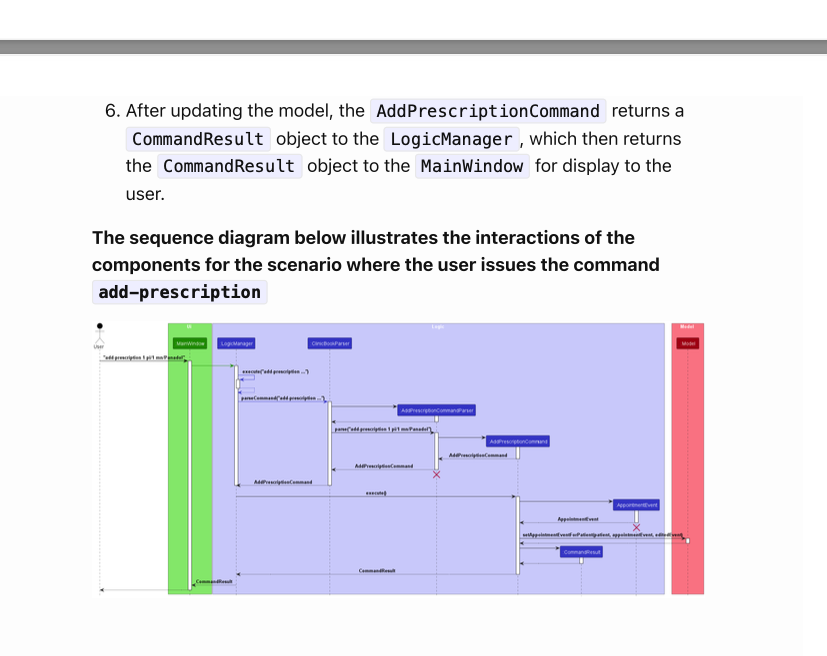 6. After updating the model, the AddPrescriptionCommand returns a
CommandResult object to the LogicManager, which then returns
the CommandResult object to the MainWindow for display to the
user.
The sequence diagram below illustrates the interactions of the
components for the scenario where the user issues the command
add-prescription
UI
Logic
Model
User
MainWindow
LogicManager
ClinicBookParser
Model
"add prescription 1 pi/1 mn/Panadol"
execute("add prescription ...")
parseCommand("add prescription ...")
AddPrescriptionCommandParser
parse("add prescription 1 pi/1 mn/Panadol")
AddPrescriptionCommand
AddPrescriptionCommand
AddPrescriptionCommand
AddPrescriptionCommand
execute()
AppointmentEvent
AppointmentEvent
setAppointmentEventForPatient(patient, appointmentEvent, editedEvent)
CommandResult
CommandResult
CommandResult